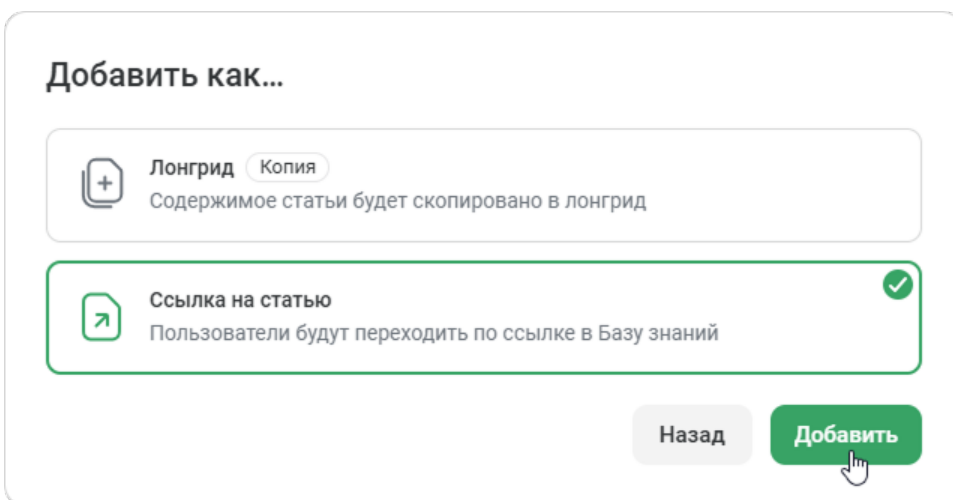 Добавить как...
Лонгрид Копия
Содержимое статьи будет скопировано в лонгрид
Ссылка на статью
Пользователи будут переходить по ссылке в Базу знаний
Назад Добавить